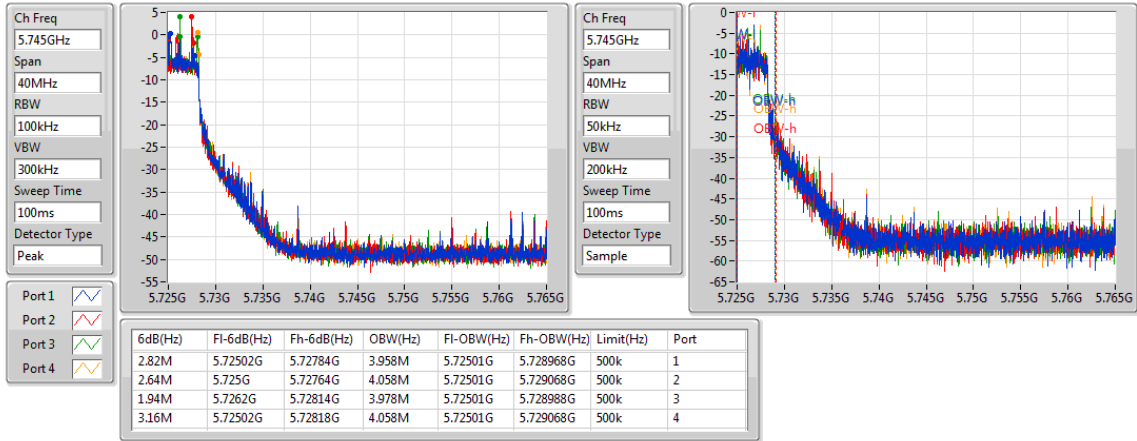 Ch Freq
5.745GHz
Span
40MHz
RBW
100kHz
VBW
300kHz
Sweep Time
100ms
Detector Type
Peak
Port 1
Port 2
Port 3
Port 4
5
0
-5
-10
-15
-20
-25
-30
-35
-40
-45
-50
-55
5.725G 5.73G 5.735G 5.74G 5.745G 5.75G 5.755G 5.76G 5.765G
Ch Freq
5.745GHz
Span
40MHz
RBW
50kHz
VBW
200kHz
Sweep Time
100ms
Detector Type
Sample
0
-5
-10
-15
-20
-25
-30
-35
-40
-45
-50
-55
-60
-65
OBW-h
OBW-h
OBW-h
5.725G 5.73G 5.735G 5.74G 5.745G 5.75G 5.755G 5.76G 5.765G
6dB(Hz) Fl-6dB(Hz) Fh-6dB(Hz) OBW(Hz) Fl-OBW(Hz) Fh-OBW(Hz) Limit(Hz) Port
2.82M 5.72502G 5.72784G 3.958M 5.72501G 5.728968G 500k 1
2.64M 5.725G 5.72764G 4.058M 5.72501G 5.729068G 500k 2
1.94M 5.7262G 5.72814G 3.978M 5.72501G 5.728988G 500k 3
3.16M 5.72502G 5.72818G 4.058M 5.72501G 5.729068G 500k 4